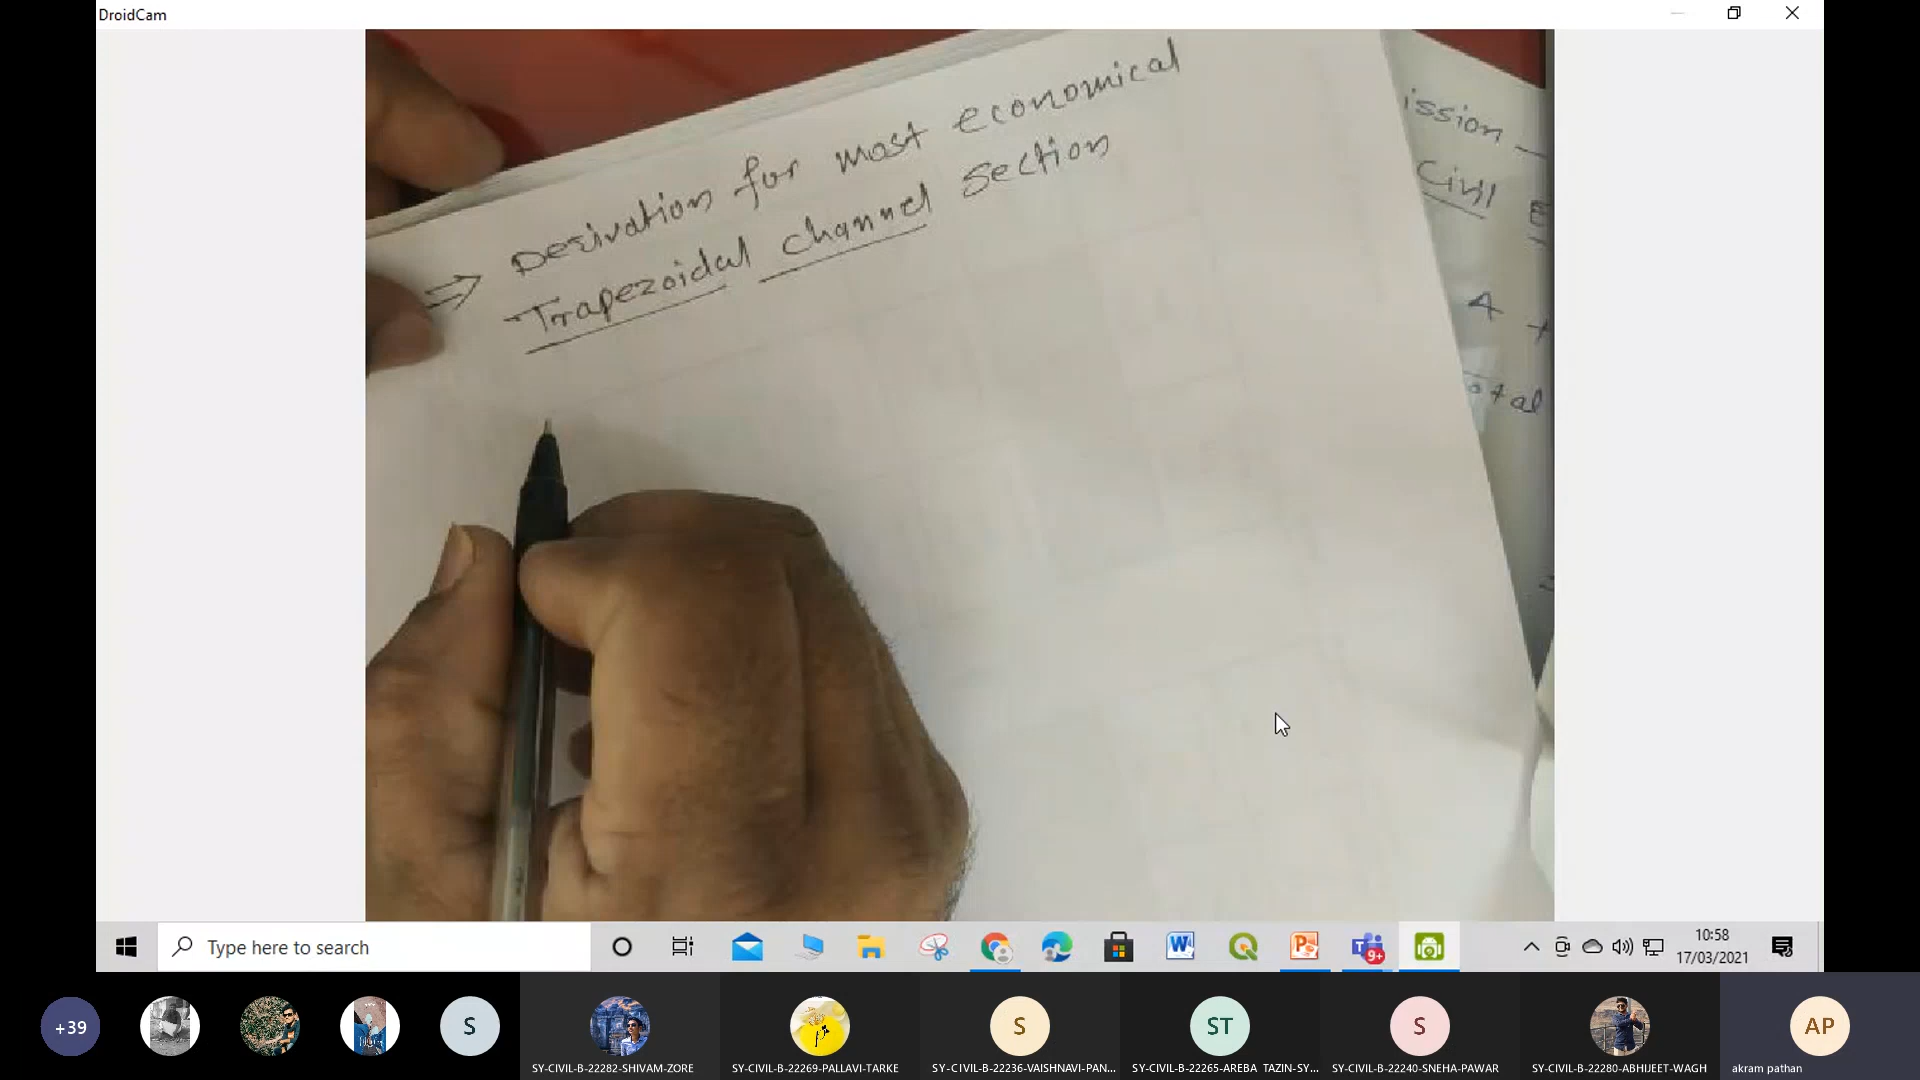 DroidCam
⇒ Derivation for most economical
Trapezoidal channel section
ission
Civil E
4 +
otal
Type here to search
W
P
9+
10:58
17/03/2021
+39
S
S
ST
S
AP
SY-CIVIL-B-22282-SHIVAM-ZORE
SY-CIVIL-B-22269-PALLAVI-TARKE
SY-CIVIL-B-22236-VAISHNAVI-PAN...
SY-CIVIL-B-22265-AREBA TAZIN-SY...
SY-CIVIL-B-22240-SNEHA-PAWAR
SY-CIVIL-B-22280-ABHIJEET-WAGH
akram pathan